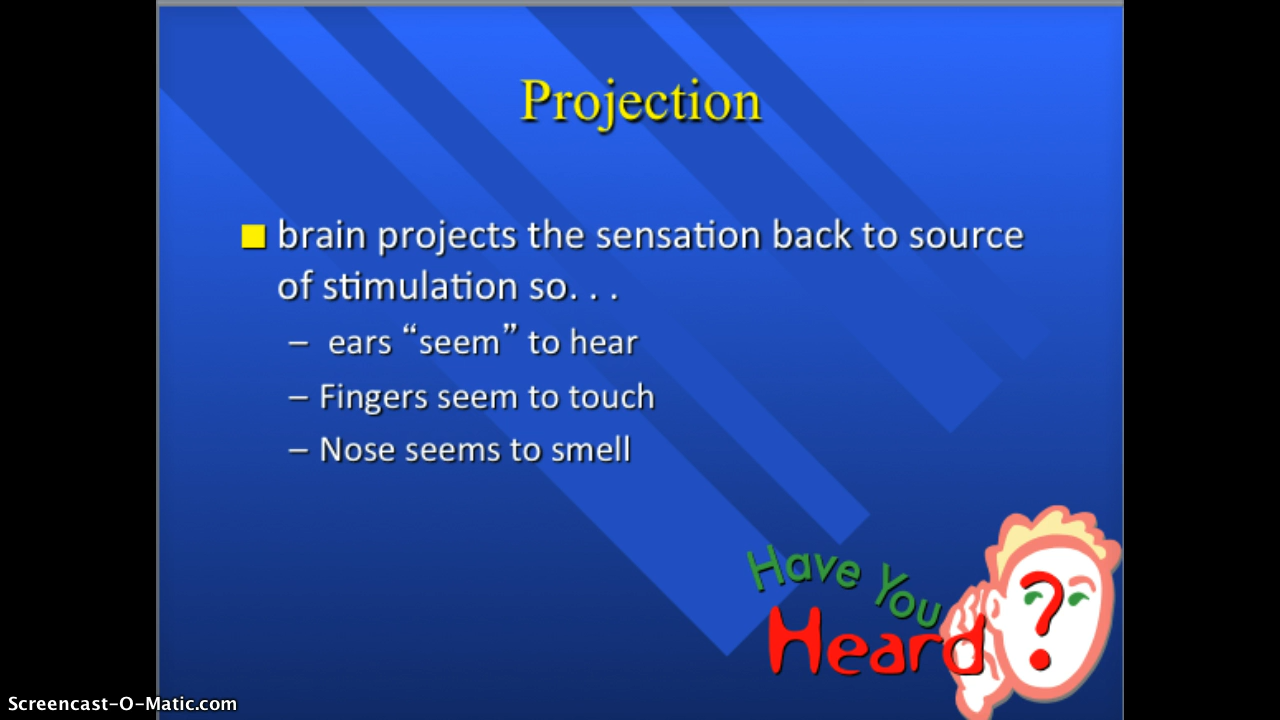 Projection
■ brain projects the sensation back to source
of stimulation so. . .
– ears “seem” to hear
– Fingers seem to touch
– Nose seems to smell
Have You
Heard
?
Screencast-O-Matic.com